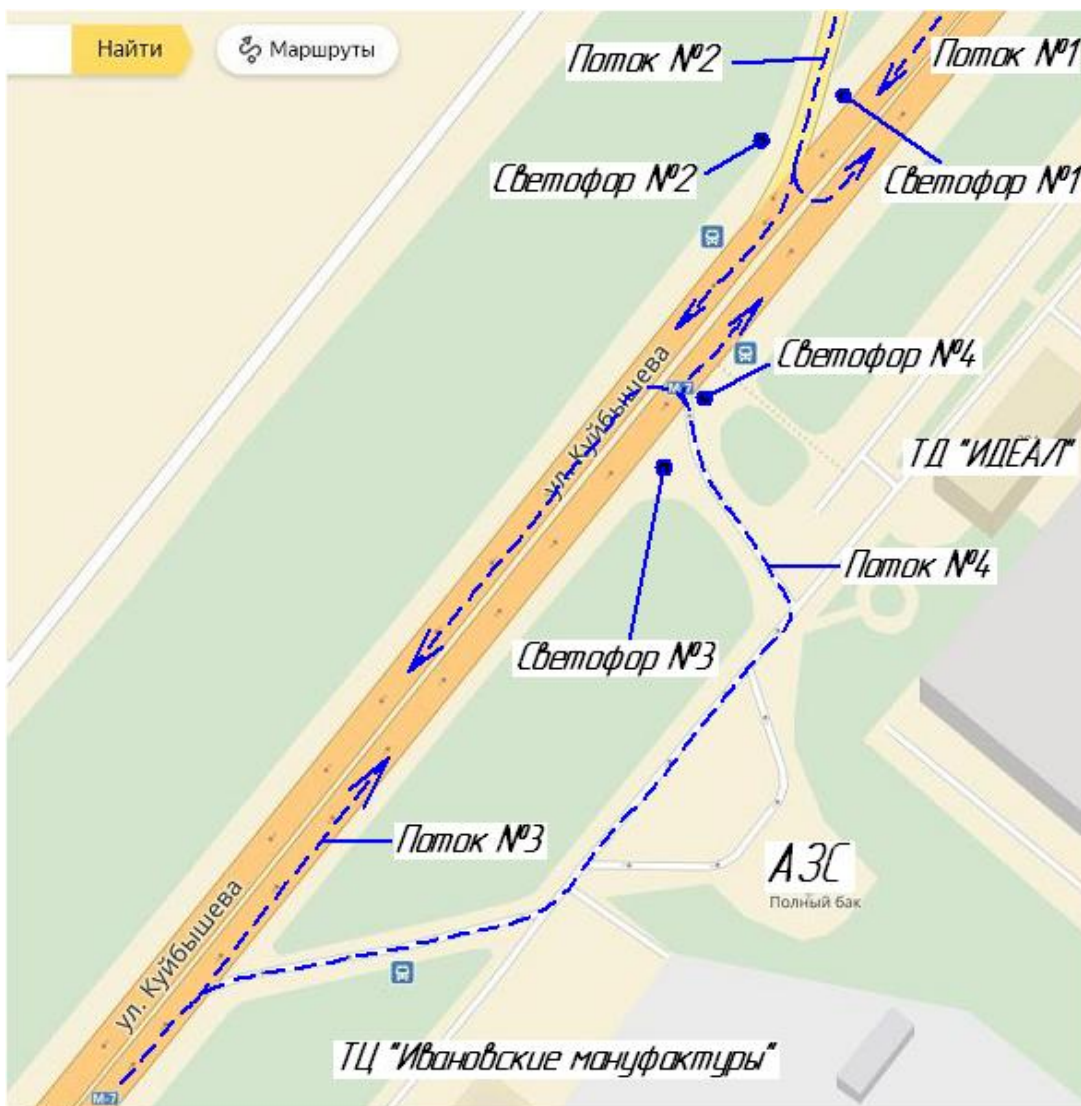 Найти
Маршруты
Поток №2
Поток №1
Светофор №2
Светофор №1
Светофор №4
М-7
ул. Куйбышева
ТД "ИДЕАЛ"
Поток №4
Светофор №3
Поток №3
АЗС
Полный бак
ул. Куйбышева
ТЦ "Ивановские мануфактуры"
М-7